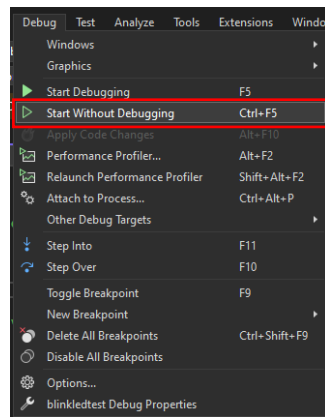 Debug Test Analyze Tools Extensions Windo
Windows
Graphics
Start Debugging F5
Start Without Debugging Ctrl+F5
Apply Code Changes Alt+F10
Performance Profiler... Alt+F2
Relaunch Performance Profiler Shift+Alt+F2
Attach to Process... Ctrl+Alt+P
Other Debug Targets
Step Into F11
Step Over F10
Toggle Breakpoint F9
New Breakpoint
Delete All Breakpoints Ctrl+Shift+F9
Disable All Breakpoints
Options...
blinkledtest Debug Properties